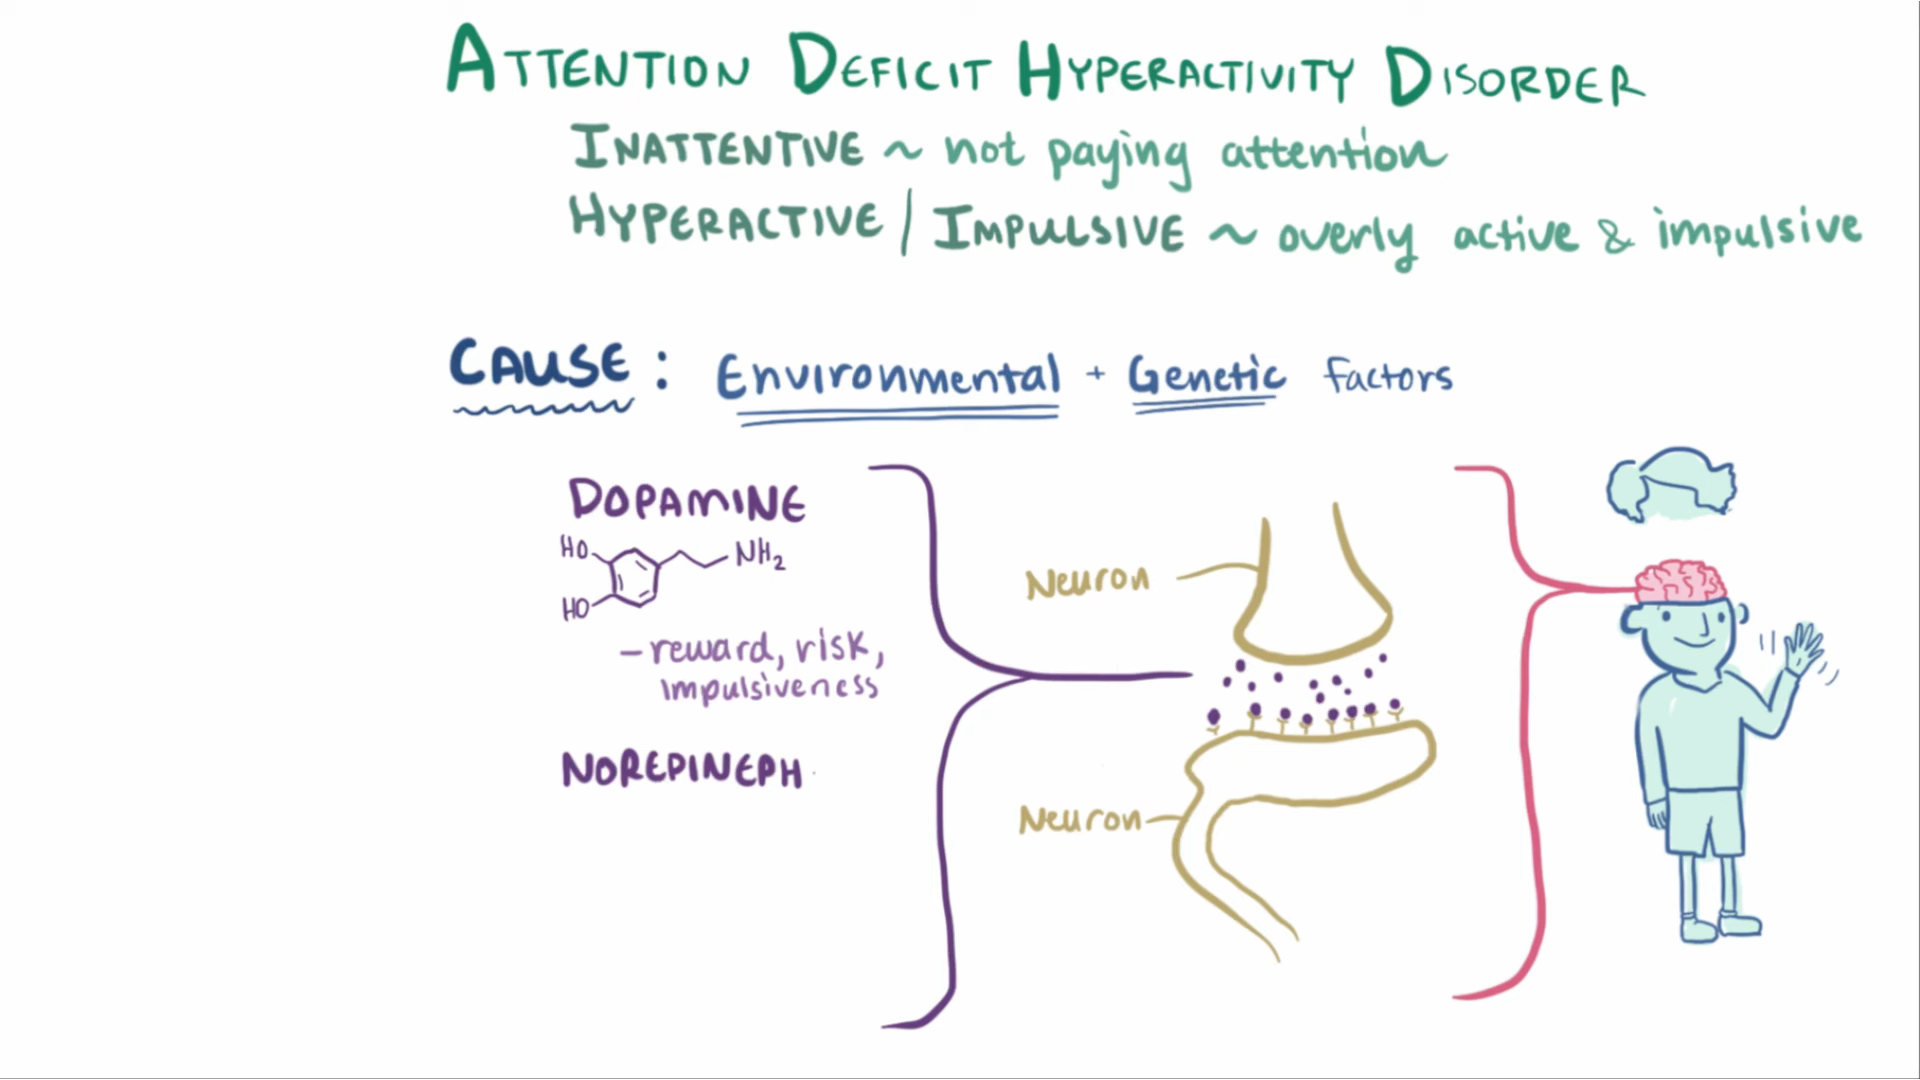 ATTENTION DEFICIT HYPERACTIVITY DISORDER
INATTENTIVE ~ not paying attention
HYPERACTIVE / IMPULSIVE ~ overly active & impulsive
CAUSE: Environmental + Genetic factors
DOPAMINE
HO
NH2
HO
- reward, risk,
impulsiveness
NOREPINEPH
Neuron
Neuron